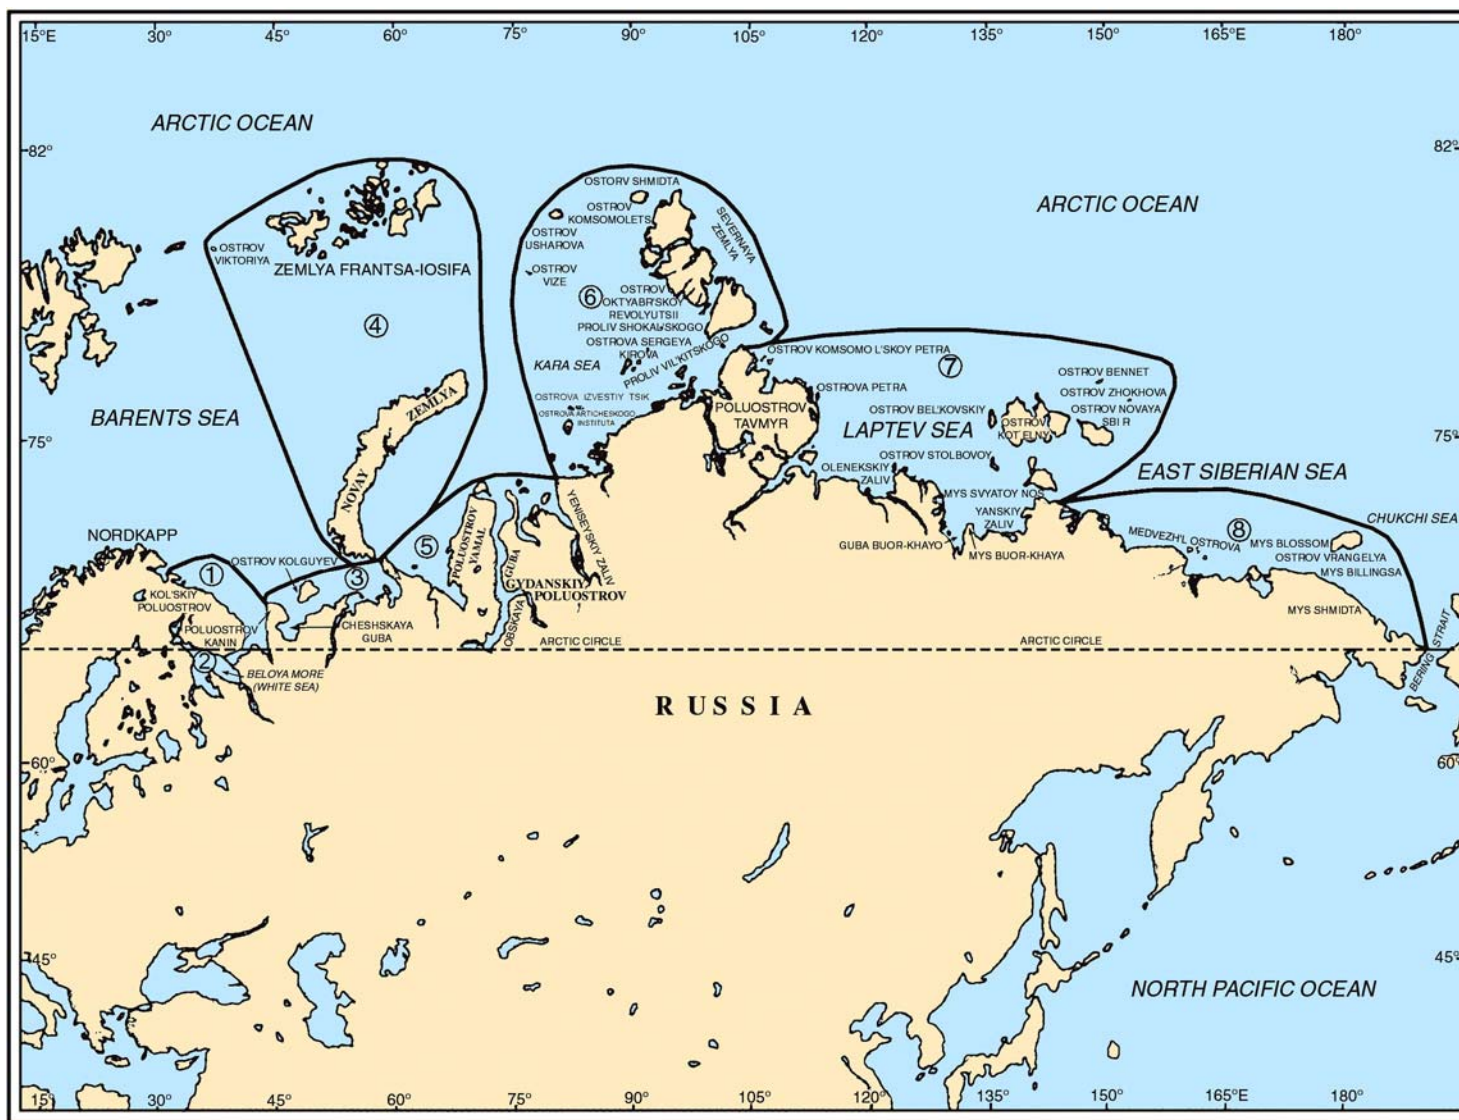 15°E 30° 45° 60° 75° 90° 105° 120° 135° 150° 165°E 180°
ARCTIC OCEAN
82°
82°
OSTORV SHMIDTA
OSTROV
KOMSOMOLETS
SEVERNAYA
ZEMLYA
ARCTIC OCEAN
OSTROV
USHAROVA
OSTROV
VIKTORIYA
ZEMLYA FRANTSA-IOSIFA
OSTROV
VIZE
6
OSTROV
OKTYABR'SKOY
REVOLYUTSII
PROLIV SHOKAL'SKOGO
4
OSTROVA SERGEYA
KIROVA
PROLIV VIL'KITSKOGO
KARA SEA
OSTROV KOMSOMO L'SKOY PETRA
7
OSTROV BENNET
OSTROVA PETRA
OSTROV ZHOKHOVA
OSTROVA IZVESTIY TSIK
OSTROVA ARTICHESKOGO
INSTITUTA
POLUOSTROV
TAVMYR
OSTROV BEL'KOVSKIY
OSTROV NOVAYA
SBI R
OSTROV
KOT ELNY
BARENTS SEA
NOVAY
ZEMLYA
LAPTEV SEA
75°
75°
OSTROV STOLBOVOY
OLENEKSKIY
ZALIV
EAST SIBERIAN SEA
MYS SVYATOY NOS
YANSKIY
ZALIV
CHUKCHI SEA
NORDKAPP
YENISEYSKIY ZALIV
8
MEDVEZH'L OSTROVA
MYS BLOSSOM
OSTROV VRANGELYA
MYS BILLINGSA
5
POLUOSTROV
YAMAL
GUBA
OBSKAYA
GUBA BUOR-KHAYO
MYS BUOR-KHAYA
OSTROV KOLGUYEV
1
3
GYDANSKIY
POLUOSTROV
KOL'SKIY
POLUOSTROV
MYS SHMIDTA
POLUOSTROV
KANIN
CHESHSKAYA
GUBA
ARCTIC CIRCLE
ARCTIC CIRCLE
BERING STRAIT
2
BELOYA MORE
(WHITE SEA)
RUSSIA
60°
60°
45°
45°
NORTH PACIFIC OCEAN
15° 30° 45° 60° 75° 90° 105° 120° 135° 150° 165°E 180°